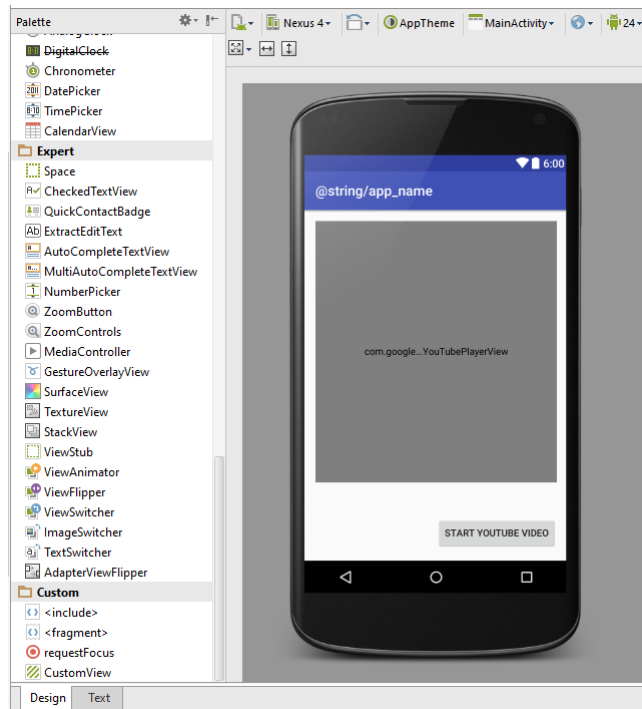 Palette
Nexus 4
AppTheme
MainActivity
24
AnalogClock
DigitalClock
Chronometer
DatePicker
TimePicker
CalendarView
Expert
Space
CheckedTextView
QuickContactBadge
Ab ExtractEditText
AutoCompleteTextView
MultiAutoCompleteTextView
NumberPicker
ZoomButton
ZoomControls
MediaController
GestureOverlayView
SurfaceView
TextureView
StackView
ViewStub
ViewAnimator
ViewFlipper
ViewSwitcher
ImageSwitcher
TextSwitcher
AdapterViewFlipper
Custom
<include>
<fragment>
requestFocus
CustomView
Design Text
6:00
@string/app_name
com.google...YouTubePlayerView
START YOUTUBE VIDEO